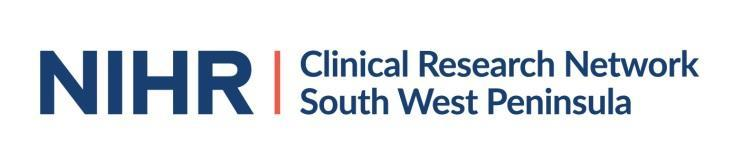 NIHR
Clinical Research Network
South West Peninsula